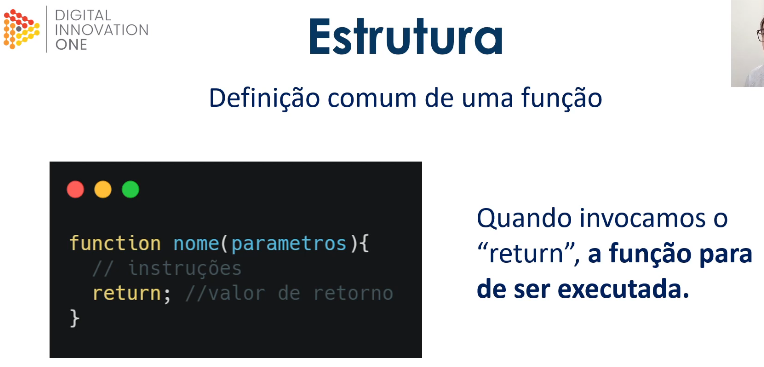 DIGITAL
INNOVATION
ONE
Estrutura
Definição comum de uma função
function nome(parametros){
// instruções
return; //valor de retorno
}
Quando invocamos o
“return”, a função para
de ser executada.